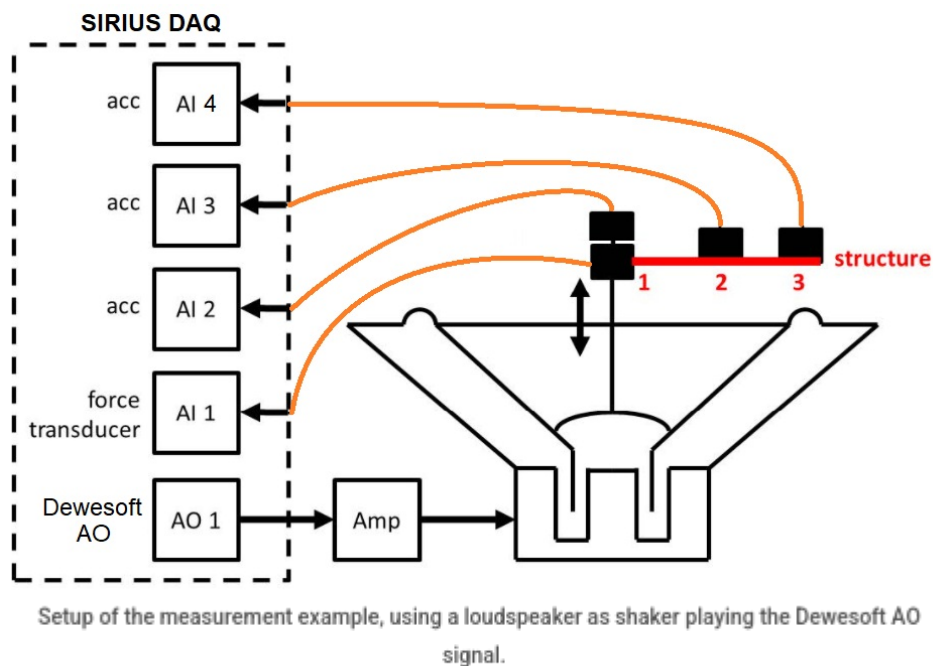 SIRIUS DAQ
acc
AI 4
acc
AI 3
acc
AI 2
force
transducer
AI 1
Dewesoft
AO
AO 1
Amp
structure
1
2
3
Setup of the measurement example, using a loudspeaker as shaker playing the Dewesoft AO
signal.